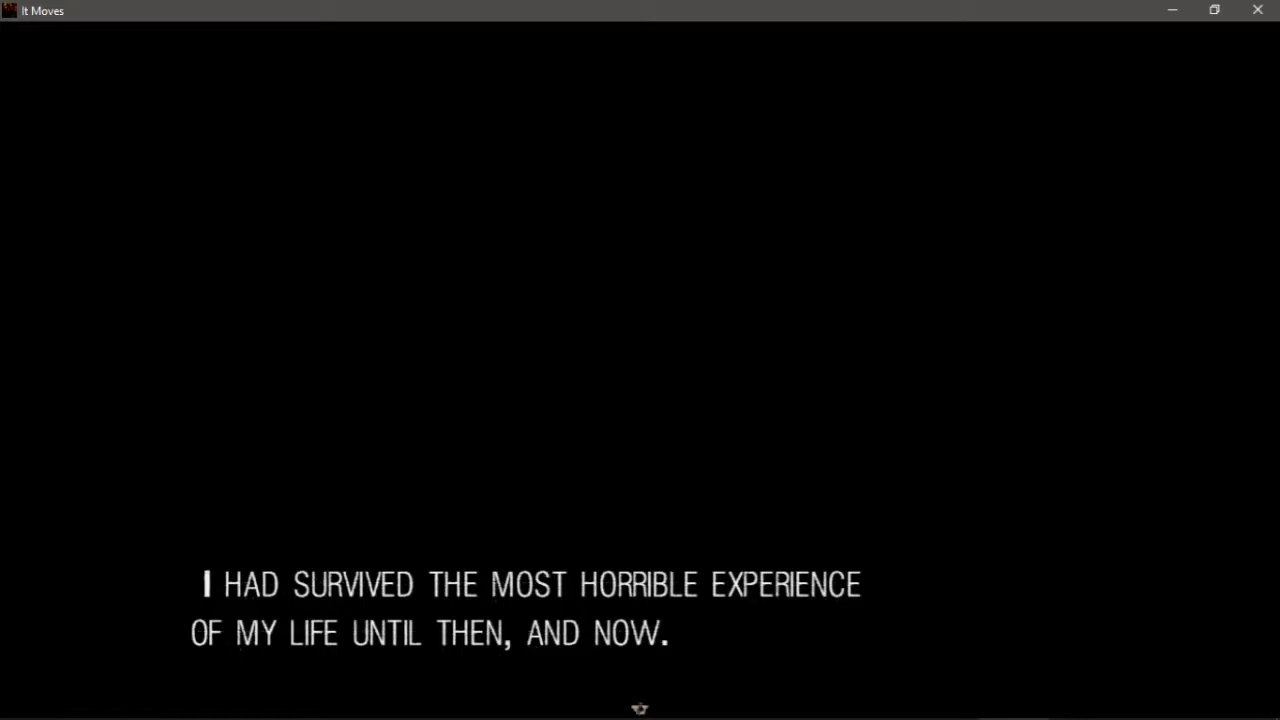 It Moves
I HAD SURVIVED THE MOST HORRIBLE EXPERIENCE
OF MY LIFE UNTIL THEN, AND NOW.